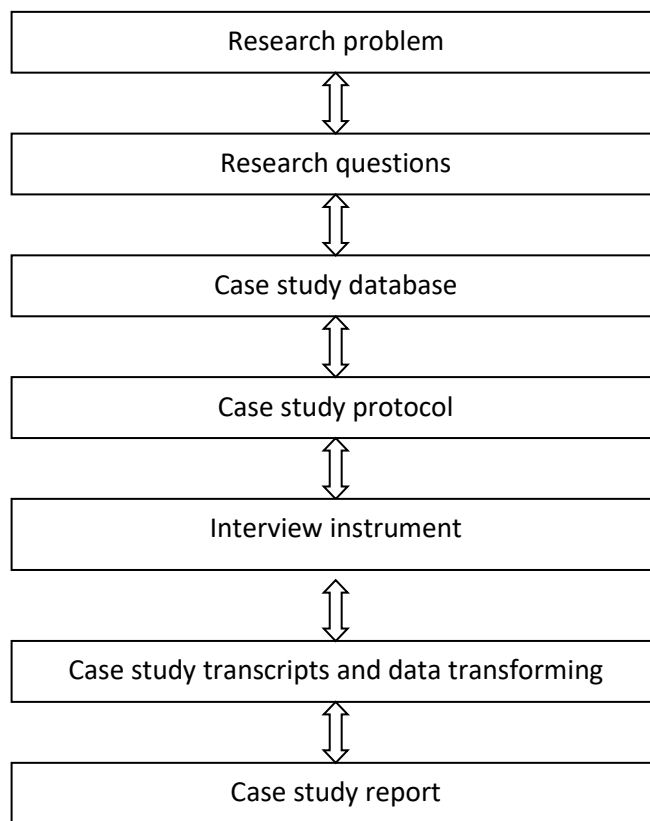 Research problem
Research questions
Case study database
Case study protocol
Interview instrument
Case study transcripts and data transforming
Case study report